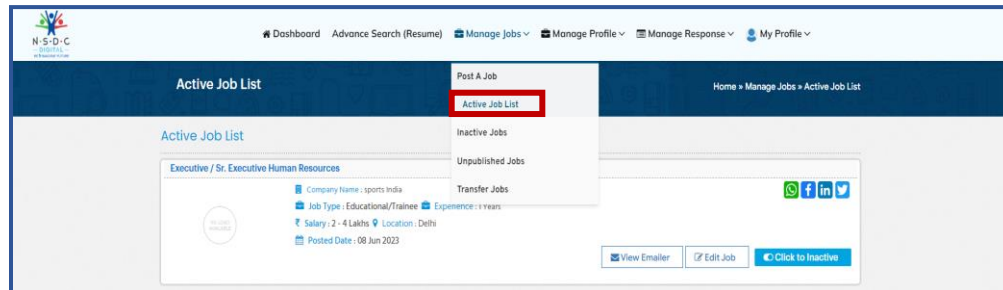 N·S·D·C
DIGITAL
Dashboard Advance Search (Resume) Manage Jobs Manage Profile Manage Response My Profile
Active Job List
Post A Job
Home » Manage Jobs » Active Job List
Active Job List
Active Job List
Inactive Jobs
Executive / Sr. Executive Human Resources
Unpublished Jobs
Company Name : sports India
Transfer Jobs
Job Type : Educational/Trainee Experience : 1 Years
₹ Salary : 2 - 4 Lakhs Location : Delhi
Posted Date : 08 Jun 2023
View Emailer Edit Job Click to Inactive